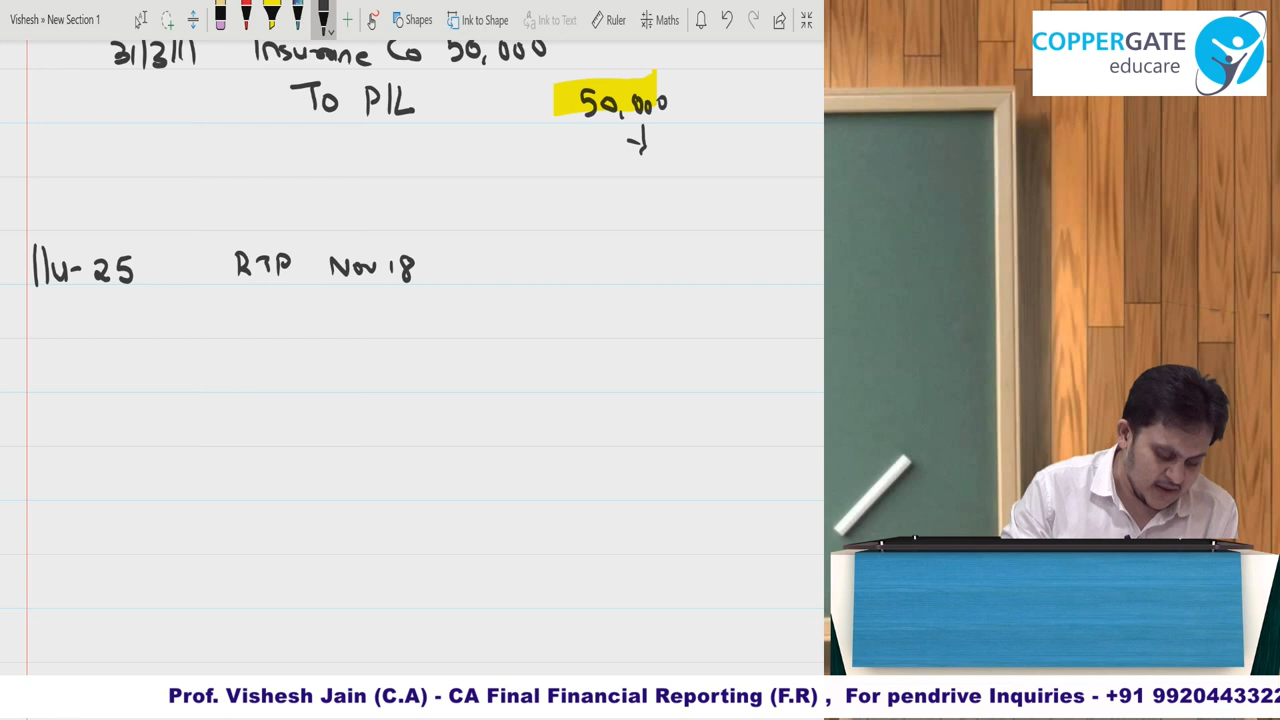 Vishesh » New Section 1
Shapes
Ink to Shape
Ink to Text
Ruler
Maths
31/3/11 Insurane Co 50,000
To P/L 50,000
Illu-25 RTP Nov 18
COPPERGATE
educare
Prof. Vishesh Jain (C.A) - CA Final Financial Reporting (F.R) , For pendrive Inquiries - +91 9920443322